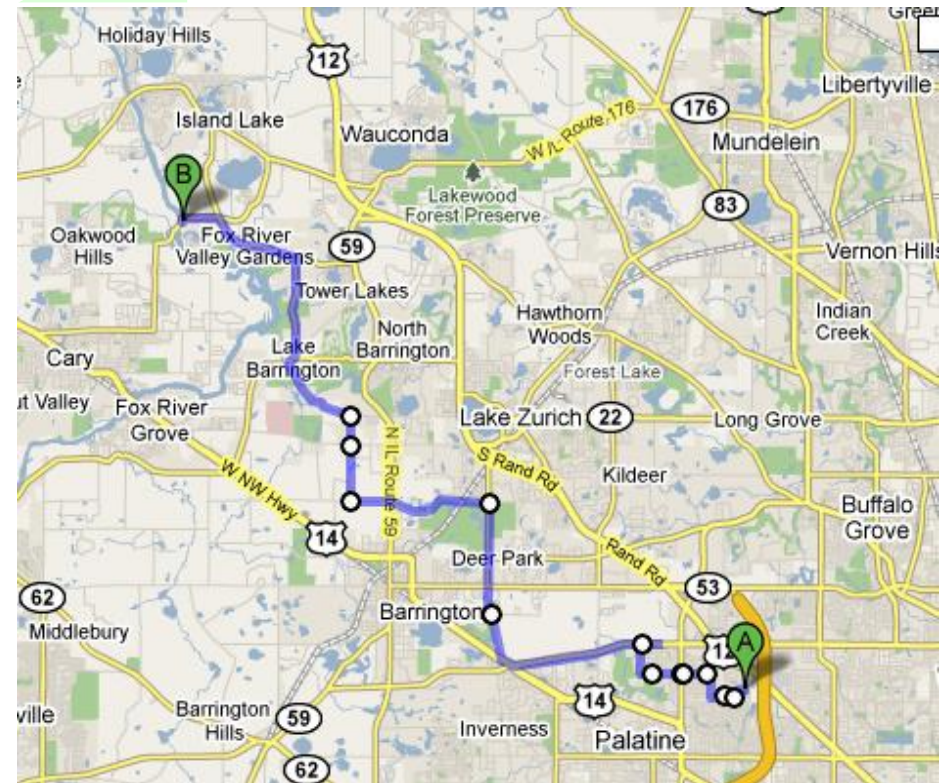 Holiday Hills
12
Libertyville
176
Island Lake
Wauconda
W IL Route 176
Mundelein
B
Lakewood
Forest Preserve
83
Oakwood
Hills
Fox River
Valley Gardens
59
Vernon Hills
Tower Lakes
Hawthorn
Woods
Indian
Creek
North
Barrington
Lake
Barrington
Cary
Forest Lake
ut Valley
Fox River
Grove
Lake Zurich
22
Long Grove
N IL Route 59
S Rand Rd
Kildeer
W NW Hwy
Buffalo
Grove
14
Deer Park
Rand Rd
53
62
Barrington
Middlebury
12
A
14
ville
Barrington
Hills
59
Inverness
Palatine
62